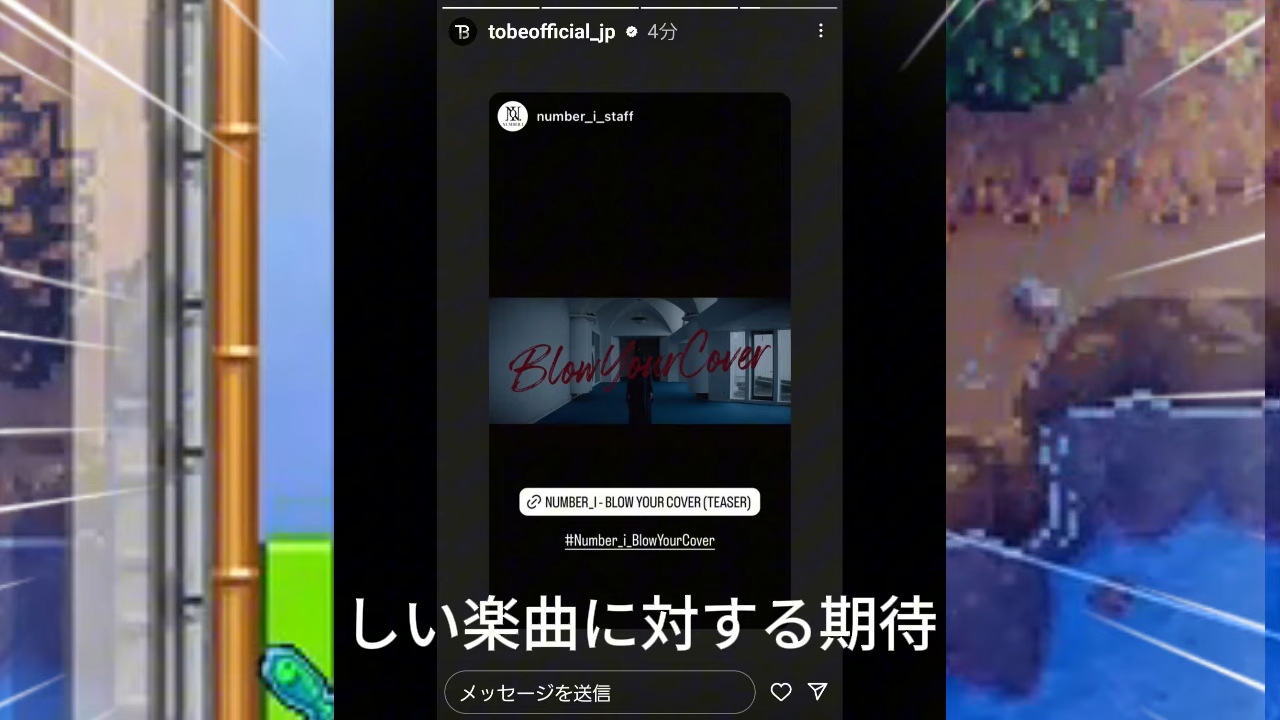 tobeofficial_jp 4分
number_i_staff
BlowYourCover
NUMBER_I - BLOW YOUR COVER (TEASER)
#Number_i_BlowYourCover
しい楽曲に対する期待
メッセージを送信